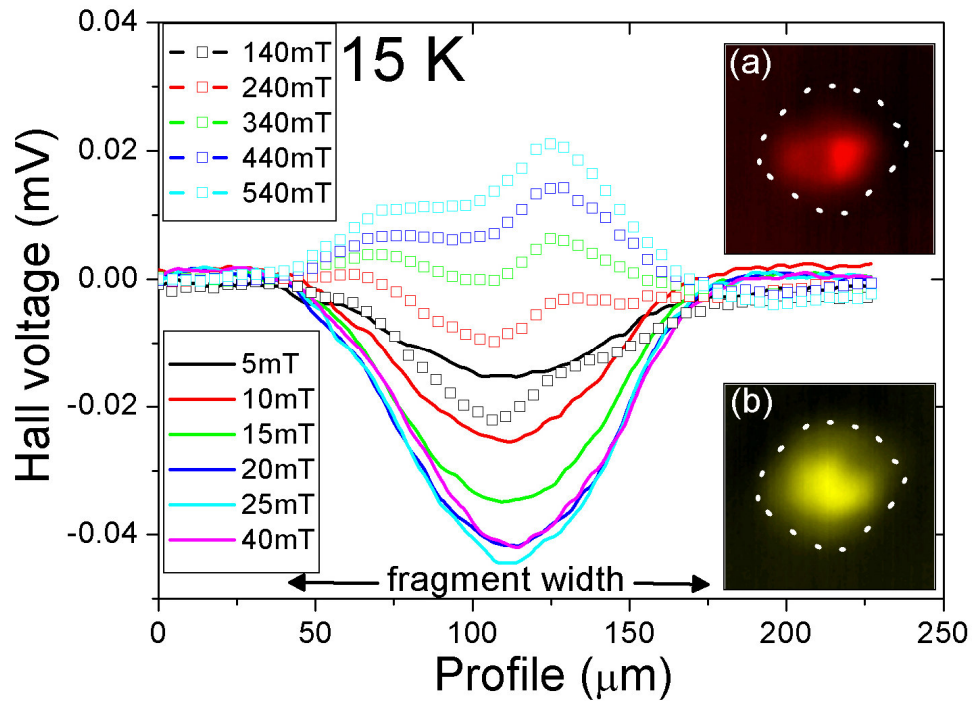 0.04
0.02
0.00
-0.02
-0.04
Hall voltage (mV)
140mT
240mT
340mT
440mT
540mT
15 K
(a)
5mT
10mT
15mT
20mT
25mT
40mT
(b)
fragment width
0 50 100 150 200 250
Profile (μm)